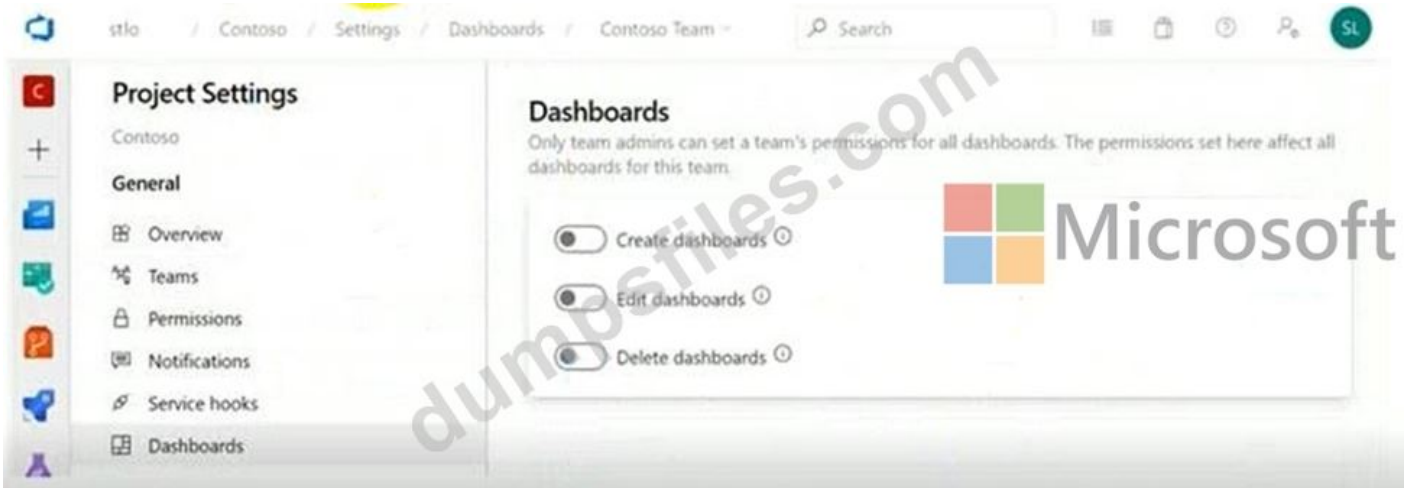 stlo / Contoso / Settings / Dashboards / Contoso Team
Search
SL
C
Project Settings
Contoso
General
Overview
Teams
Permissions
Notifications
Service hooks
Dashboards
Dashboards
Only team admins can set a team's permissions for all dashboards. The permissions set here affect all
dashboards for this team.
Create dashboards
Edit dashboards
Delete dashboards
Microsoft
dumpsfiles.com